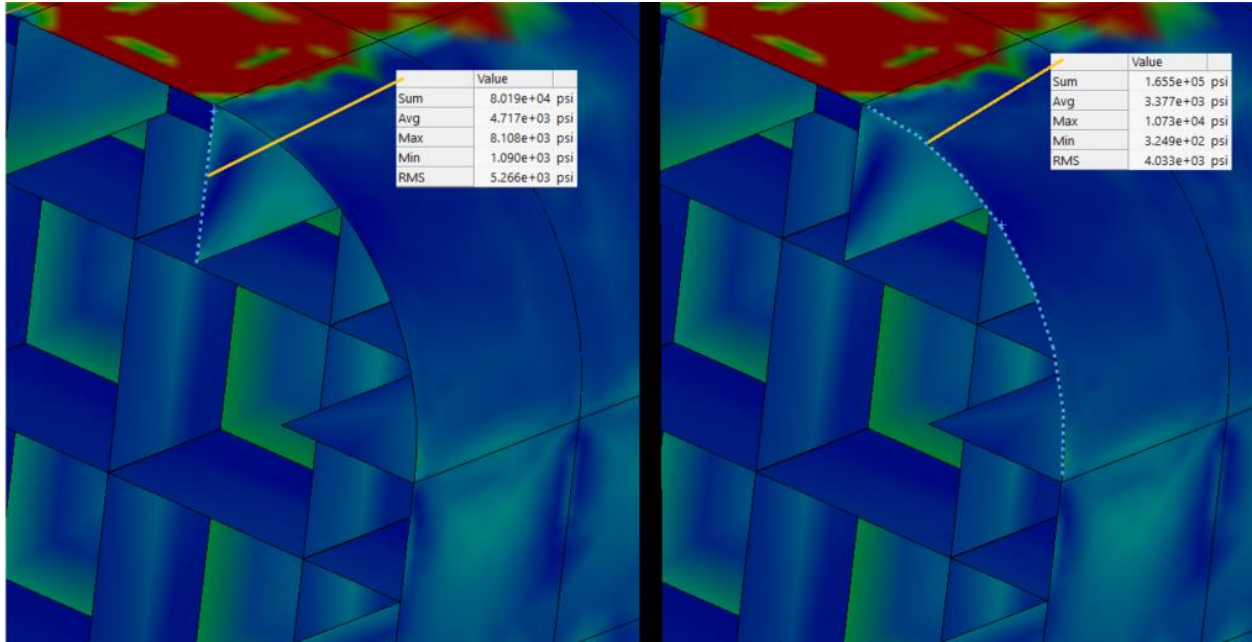 Value
Sum 8.019e+04 psi
Avg 4.717e+03 psi
Max 8.108e+03 psi
Min 1.090e+03 psi
RMS 5.266e+03 psi
Value
Sum 1.655e+05 psi
Avg 3.377e+03 psi
Max 1.073e+04 psi
Min 3.249e+02 psi
RMS 4.033e+03 psi